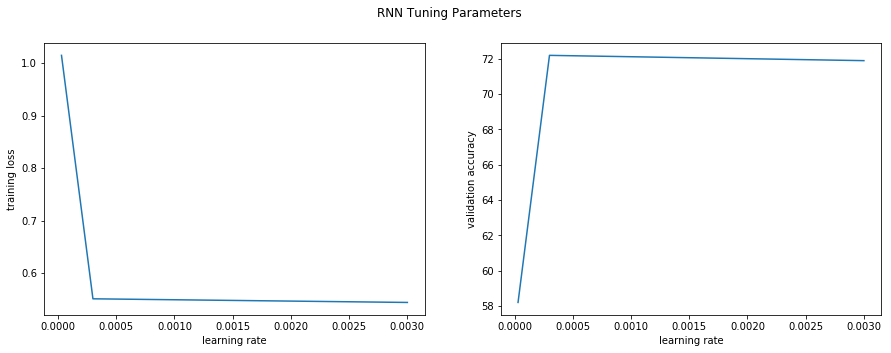 RNN Tuning Parameters
training loss
1.0
0.9
0.8
0.7
0.6
0.0000 0.0005 0.0010 0.0015 0.0020 0.0025 0.0030
learning rate
validation accuracy
72
70
68
66
64
62
60
58
0.0000 0.0005 0.0010 0.0015 0.0020 0.0025 0.0030
learning rate